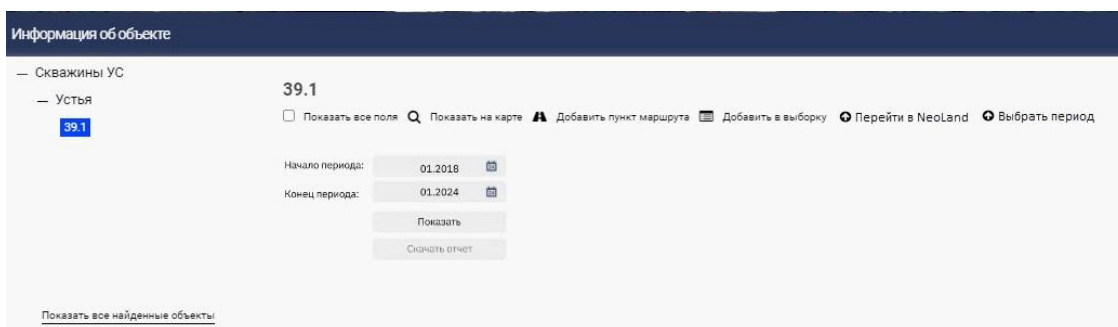 Информация об объекте
— Скважины УС
— Устья
39.1
39.1
Показать все поля Показать на карте Добавить пункт маршрута Добавить в выборку Перейти в NeoLand Выбрать период
Начало периода: 01.2018
Конец периода: 01.2024
Показать
Скачать отчет
Показать все найденные объекты